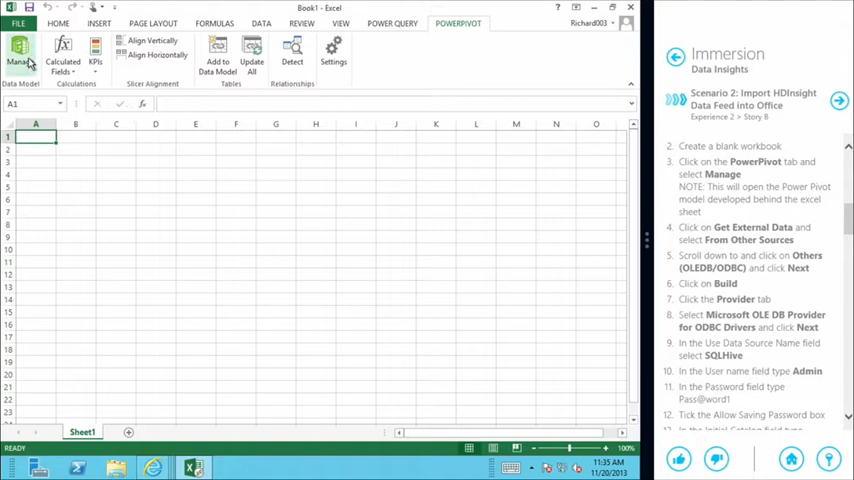 Book1 - Excel
FILE
HOME
INSERT
PAGE LAYOUT
FORMULAS
DATA
REVIEW
VIEW
POWER QUERY
POWERPIVOT
Richard003
Manage
Calculated
Fields
KPIs
Align Vertically
Align Horizontally
Add to
Data Model
Update
All
Detect
Settings
Data Model
Calculations
Slicer Alignment
Tables
Relationships
A1
fx
A B C D E F G H I J K L M N O
1
2
3
4
5
6
7
8
9
10
11
12
13
14
15
16
17
18
19
20
21
22
23
Sheet1
READY
100%
11:35 AM
11/20/2013
Immersion
Data Insights
Scenario 2: Import HDInsight
Data Feed into Office
Experience 2 > Story B
2. Create a blank workbook
3. Click on the PowerPivot tab and
select Manage
NOTE: This will open the Power Pivot
model developed behind the excel
sheet
4. Click on Get External Data and
select From Other Sources
5. Scroll down to and click on Others
(OLEDB/ODBC) and click Next
6. Click on Build
7. Click the Provider tab
8. Select Microsoft OLE DB Provider
for ODBC Drivers and click Next
9. In the Use Data Source Name field
select SQLHive
10. In the User name field type Admin
11. In the Password field type
Pass@word1
12. Tick the Allow Saving Password box